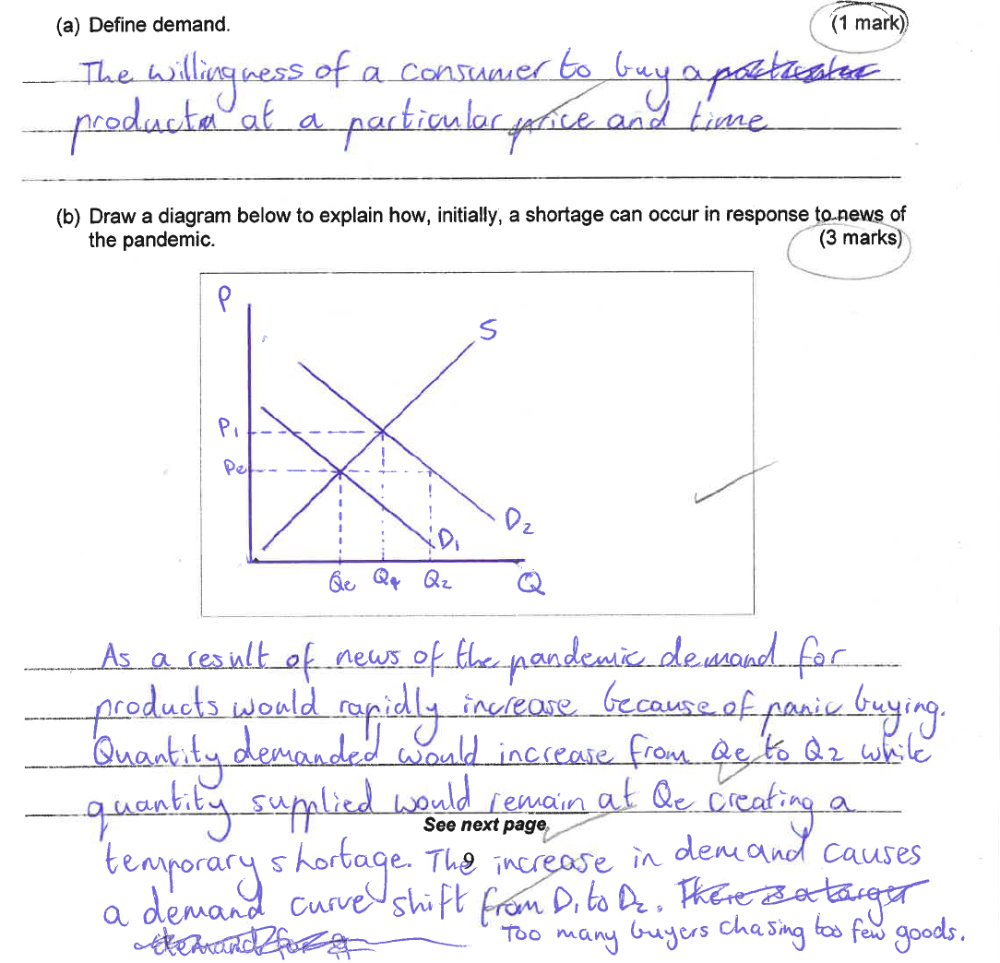 (a) Define demand. (1 mark)
The willingness of a consumer to buy a
product at a particular price and time
(b) Draw a diagram below to explain how, initially, a shortage can occur in response to news of
the pandemic. (3 marks)
P
S
P1
Pe
D2
D1
Qe Q1 Q2 Q
As a result of news of the pandemic demand for
products would rapidly increase because of panic buying.
Quantity demanded would increase from Qe to Q2 while
quantity supplied would remain at Qe creating a
See next page
temporary shortage. The increase in demand causes
a demand curve shift from D1 to D2. There is a larger
demand for
Too many buyers chasing too few goods.